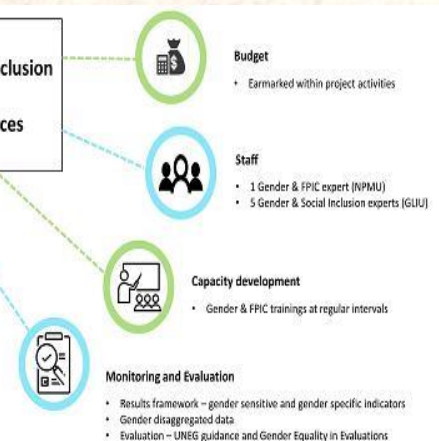 clusion
ces
Budget
• Earmarked within project activities
Staff
• 1 Gender & FPIC expert (NPMU)
• 5 Gender & Social Inclusion experts (GLIU)
Capacity development
• Gender & FPIC trainings at regular intervals
Monitoring and Evaluation
• Results framework – gender sensitive and gender specific indicators
• Gender disaggregated data
• Evaluation – UNEG guidance and Gender Equality in Evaluations